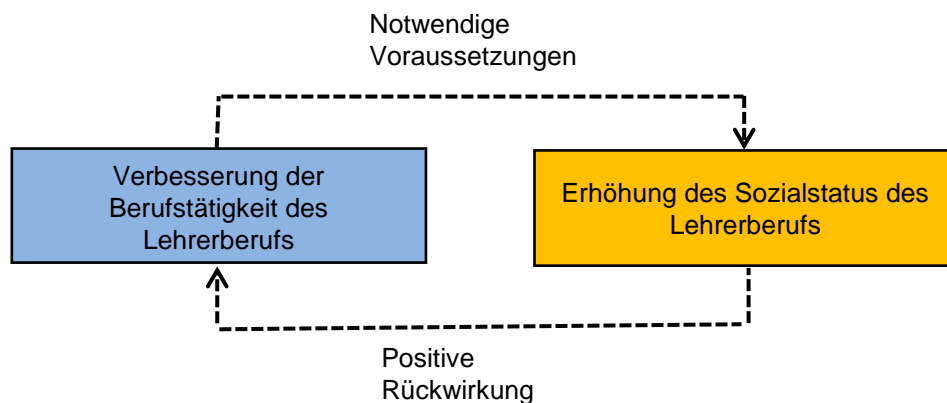 Notwendige
Voraussetzungen
Verbesserung der
Berufstätigkeit des
Lehrerberufs
Erhöhung des Sozialstatus des
Lehrerberufs
Positive
Rückwirkung